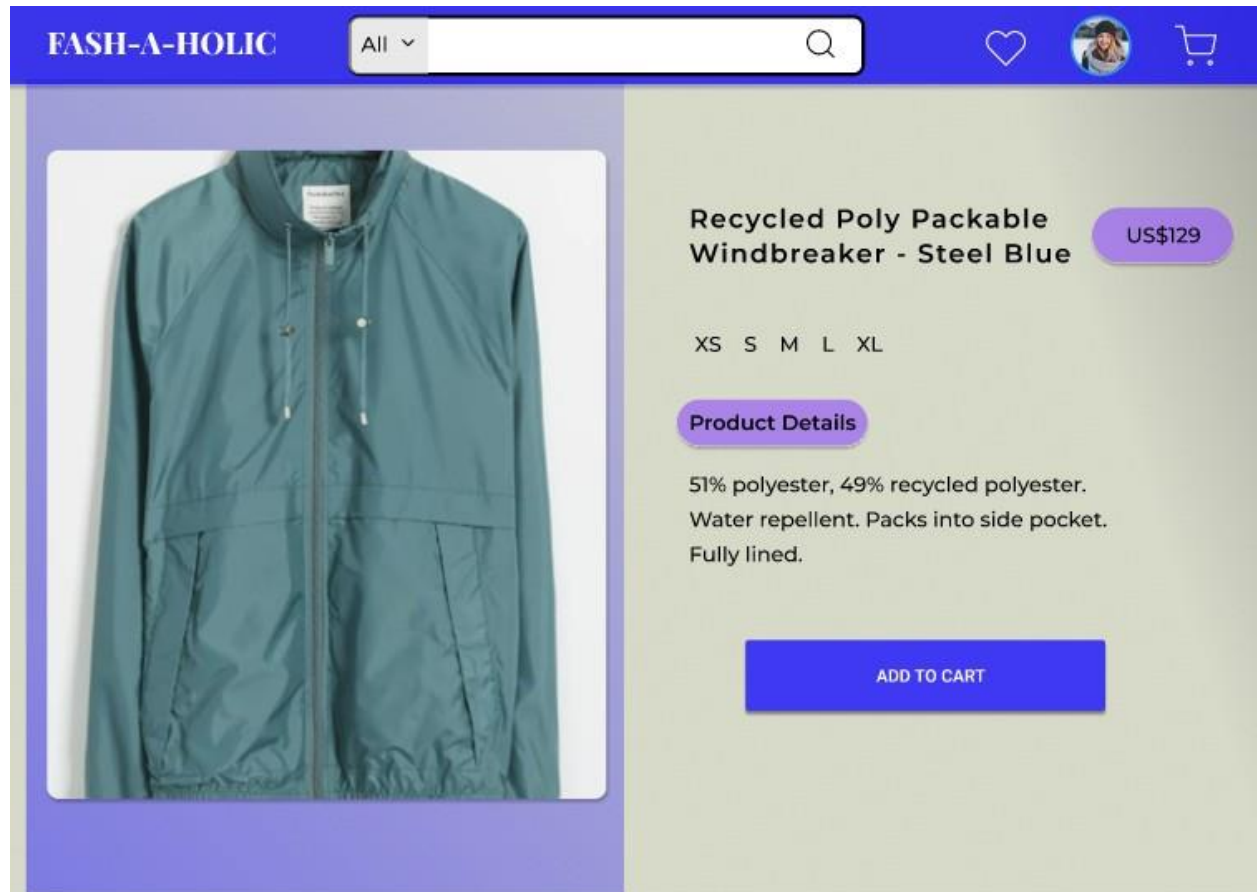 FASH-A-HOLIC
All
Recycled Poly Packable
Windbreaker - Steel Blue
US$129
XS S M L XL
Product Details
51% polyester, 49% recycled polyester.
Water repellent. Packs into side pocket.
Fully lined.
ADD TO CART